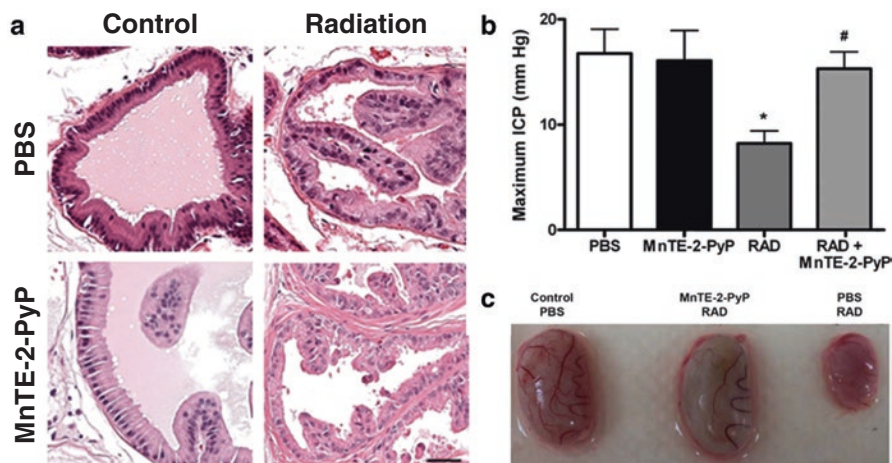 a
Control Radiation
PBS
MnTE-2-PyP
b
Maximum ICP (mm Hg)
20
10
0
*
#
PBS MnTE-2-PyP RAD RAD +
MnTE-2-PyP
c
Control MnTE-2-PyP PBS
PBS RAD RAD